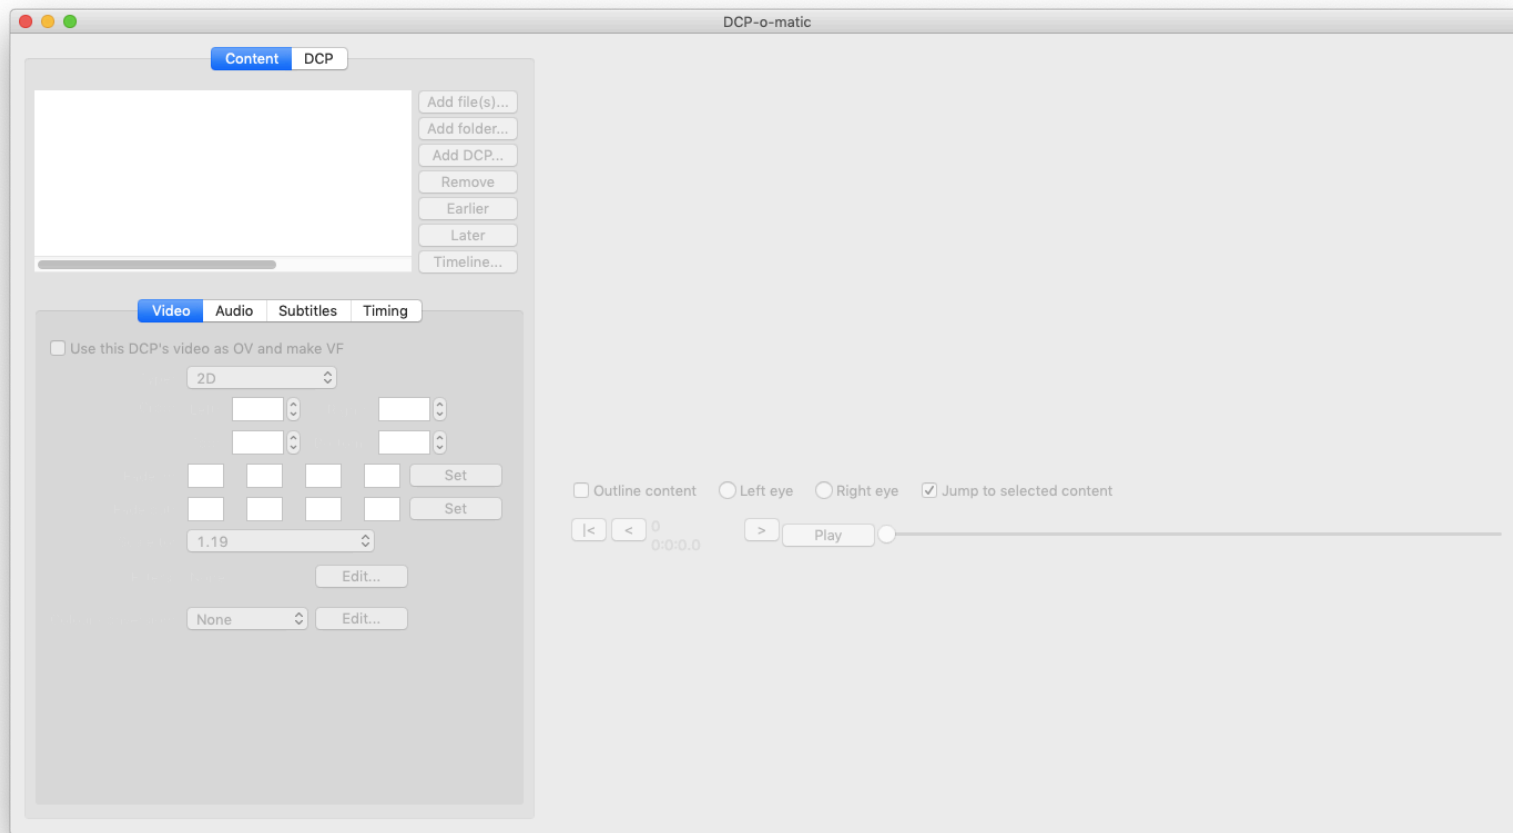 DCP-o-matic
Content DCP
Add file(s)...
Add folder...
Add DCP...
Remove
Earlier
Later
Timeline...
Video Audio Subtitles Timing
Use this DCP's video as OV and make VF
2D
Set
Set
1.19
Edit...
None Edit...
Outline content Left eye Right eye Jump to selected content
|< < 0 > Play
0:0:0.0